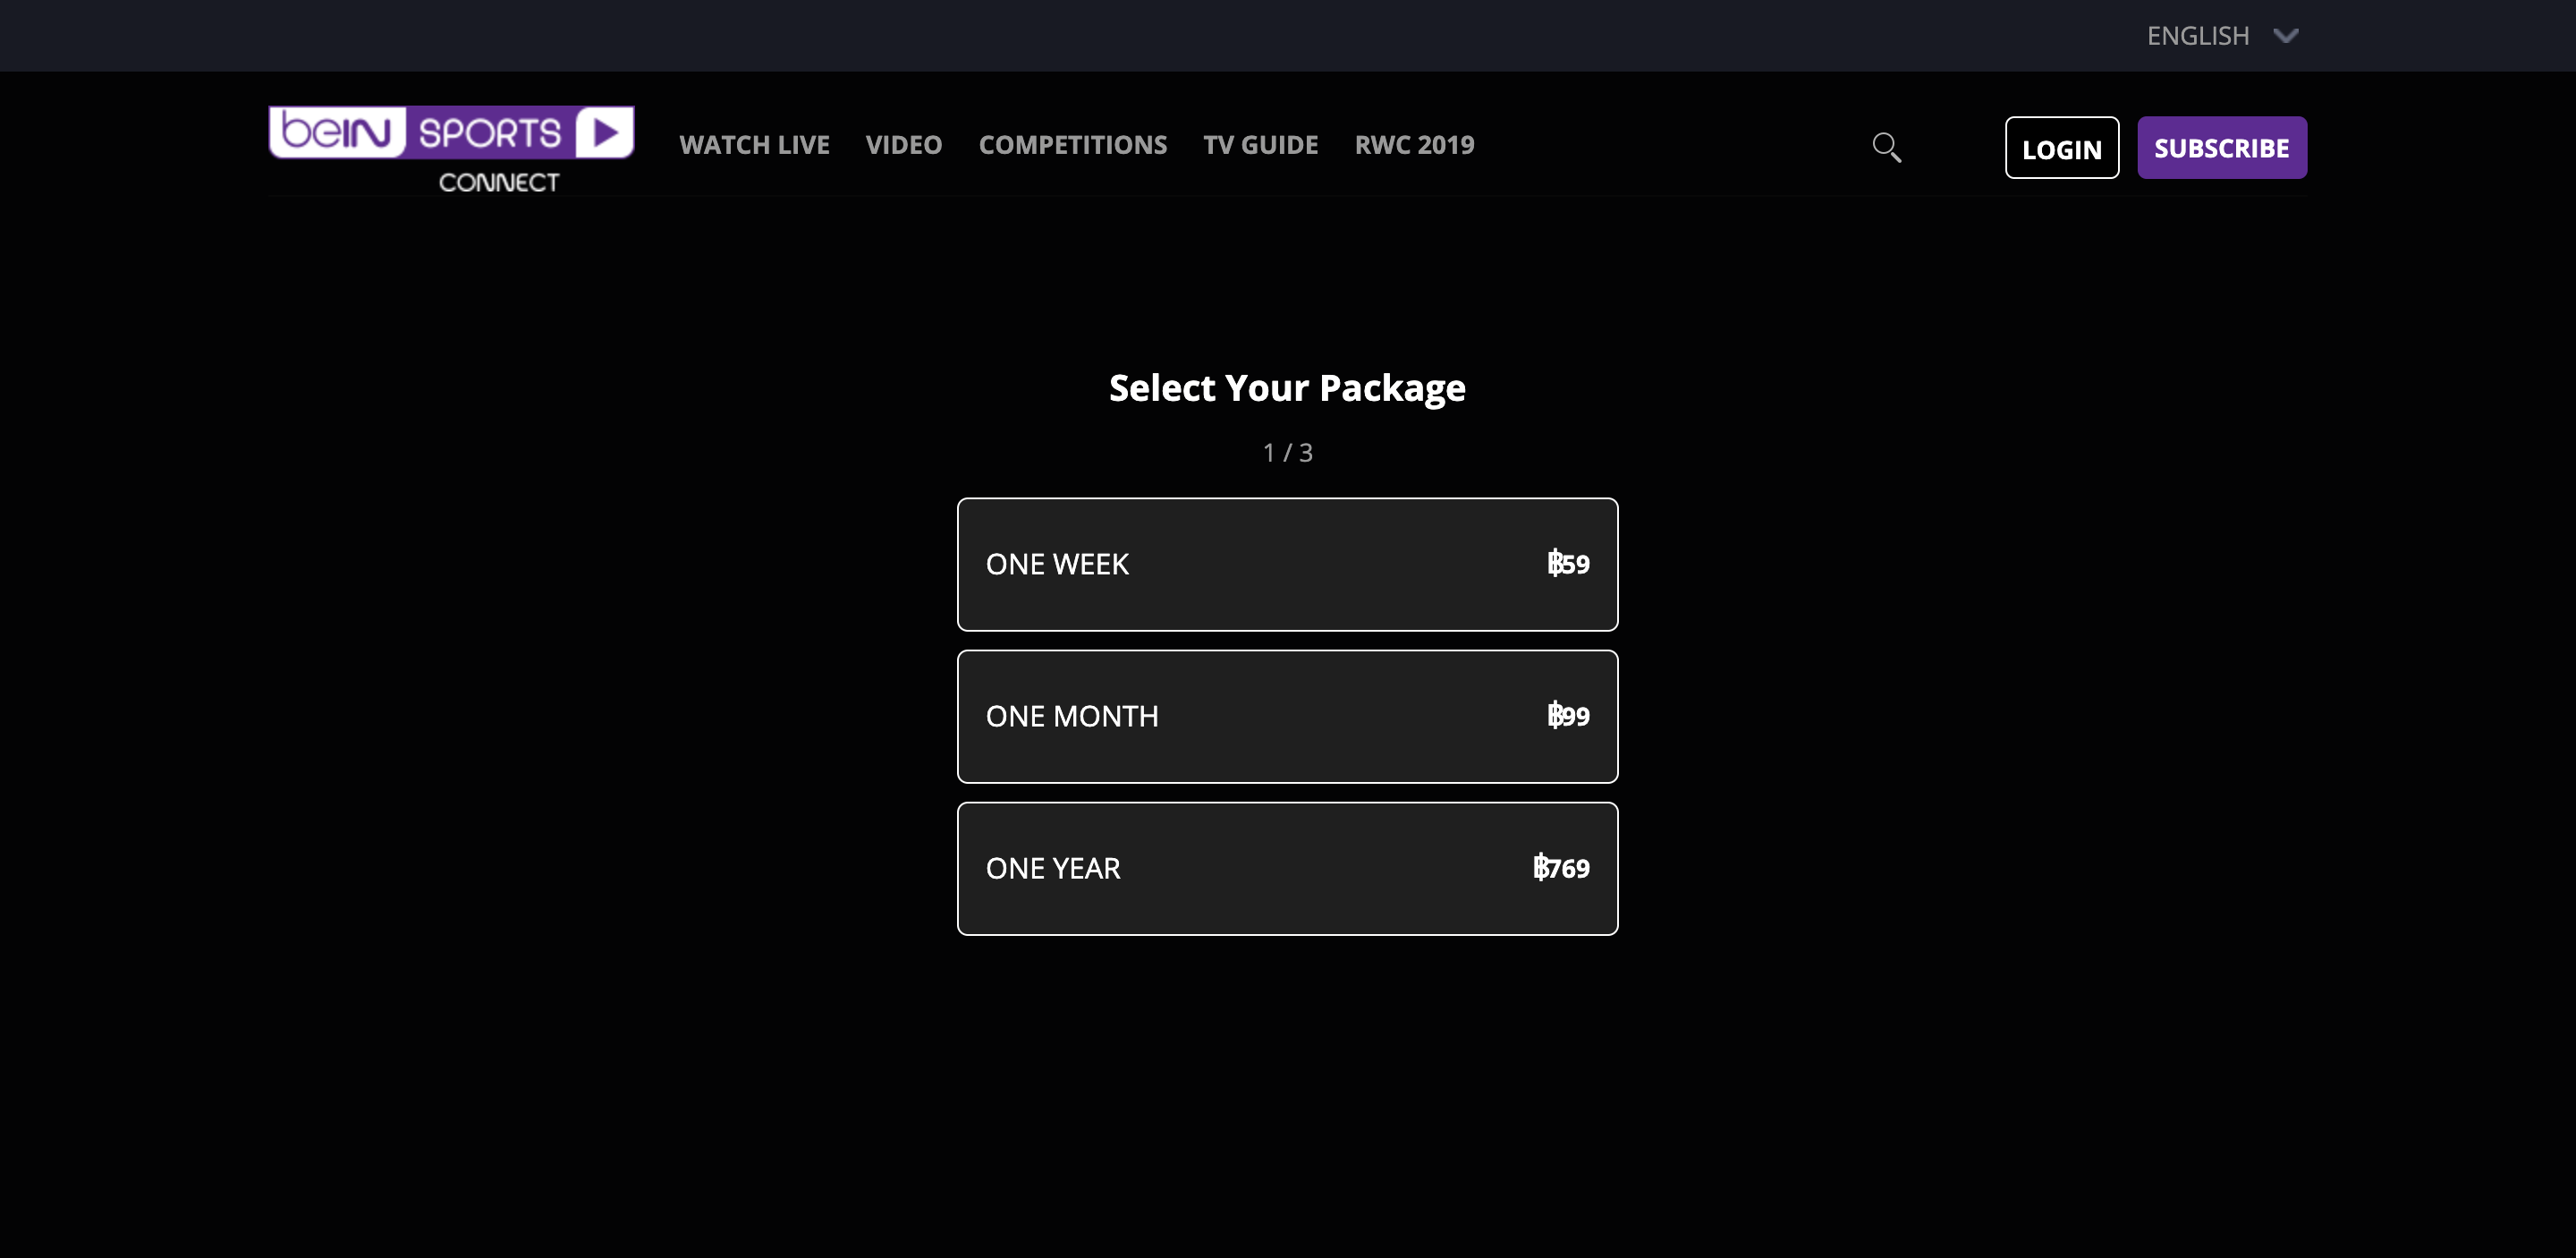 ENGLISH
beIN SPORTS
CONNECT
WATCH LIVE VIDEO COMPETITIONS TV GUIDE RWC 2019
LOGIN SUBSCRIBE
Select Your Package
1 / 3
ONE WEEK ฿59
ONE MONTH ฿99
ONE YEAR ฿769